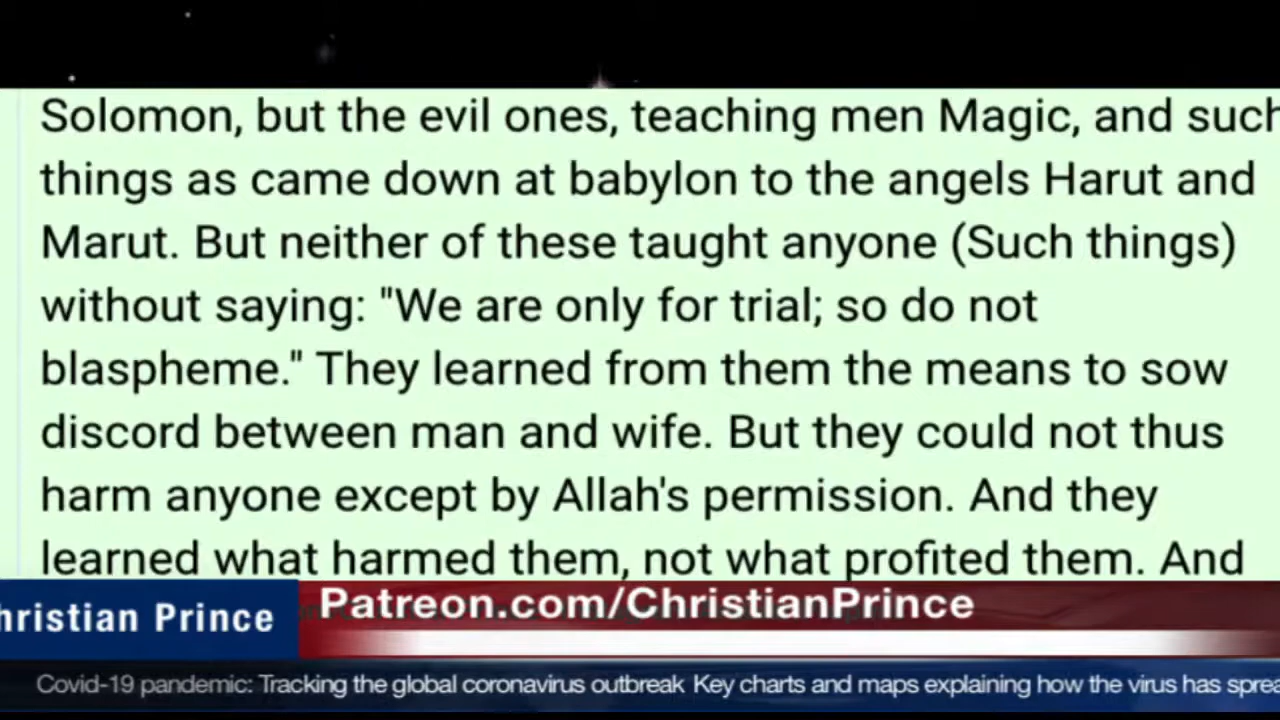 Solomon, but the evil ones, teaching men Magic, and such
things as came down at babylon to the angels Harut and
Marut. But neither of these taught anyone (Such things)
without saying: "We are only for trial; so do not
blaspheme." They learned from them the means to sow
discord between man and wife. But they could not thus
harm anyone except by Allah's permission. And they
learned what harmed them, not what profited them. And
hristian Prince
Patreon.com/ChristianPrince
Covid-19 pandemic: Tracking the global coronavirus outbreak Key charts and maps explaining how the virus has sprea